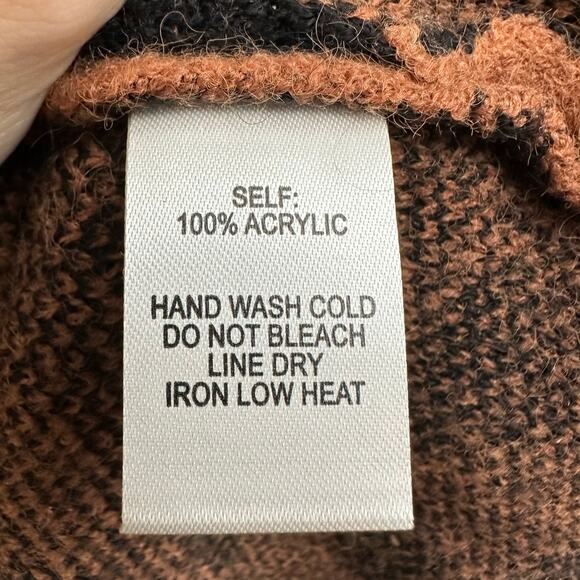 SELF:
100% ACRYLIC
HAND WASH COLD
DO NOT BLEACH
LINE DRY
IRON LOW HEAT